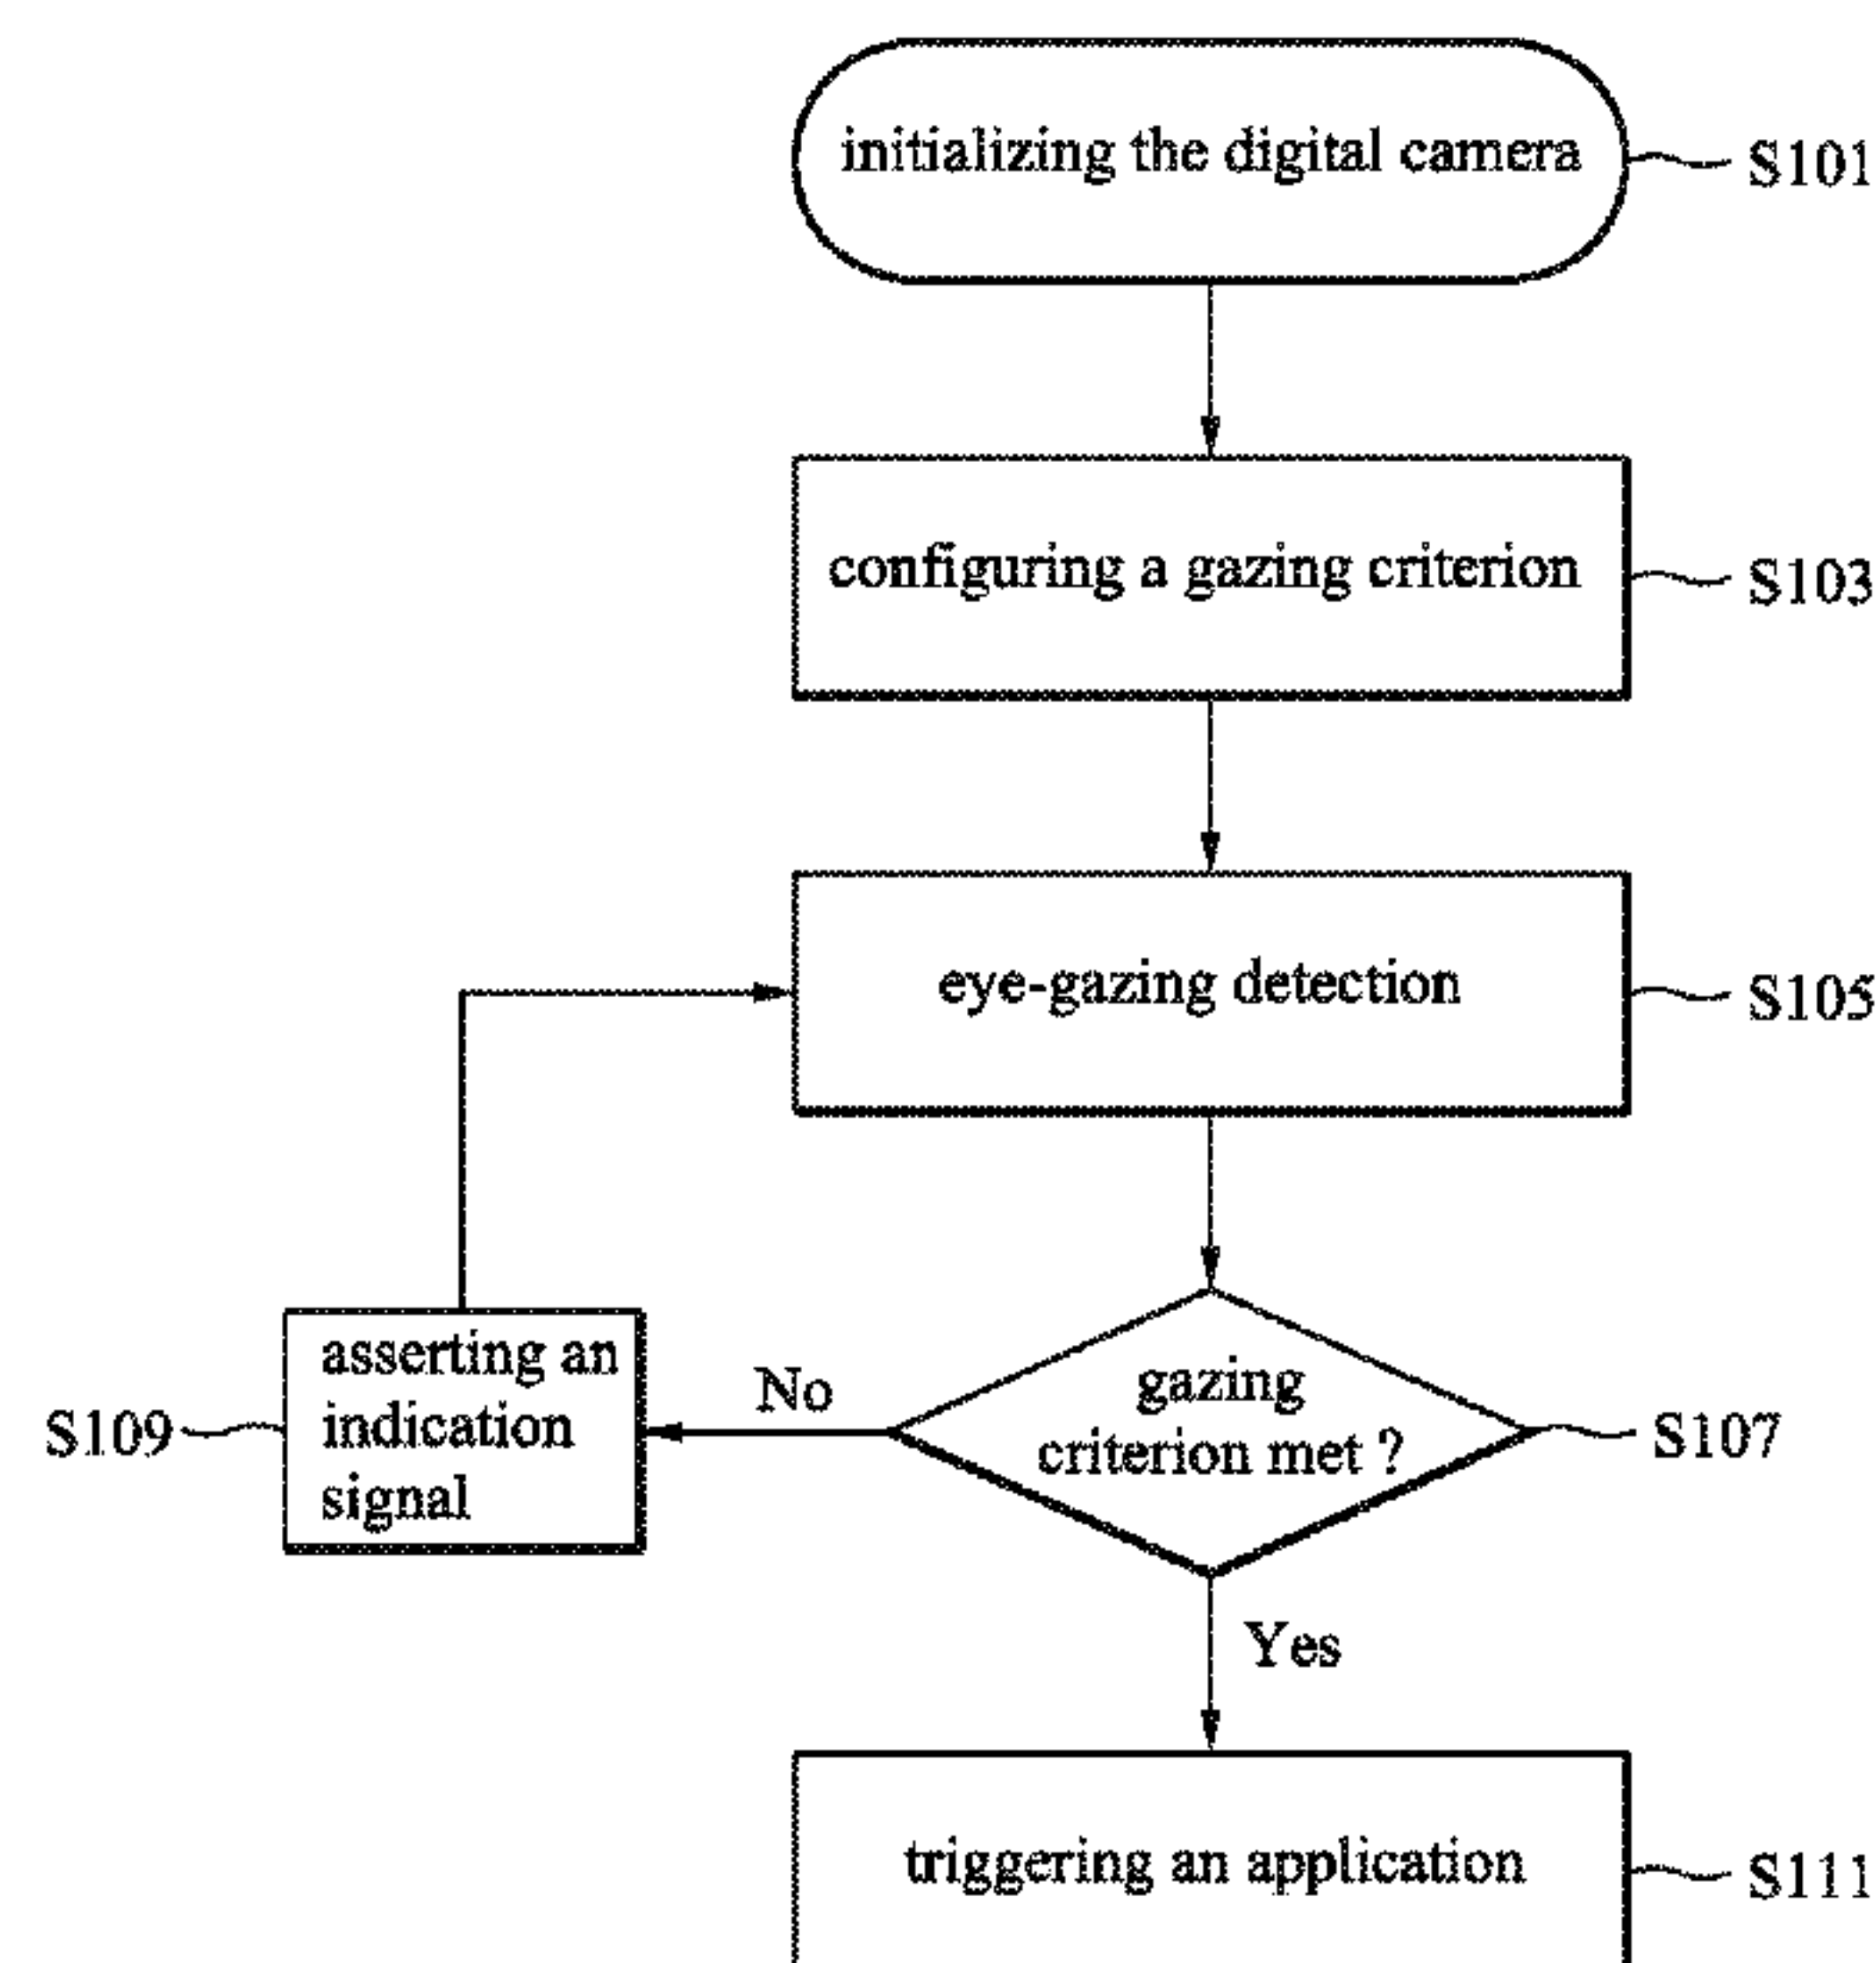 initializing the digital camera
S101
configuring a gazing criterion
S103
eye-gazing detection
S105
gazing
criterion met ?
S107
No
asserting an
indication
signal
S109
Yes
triggering an application
S111